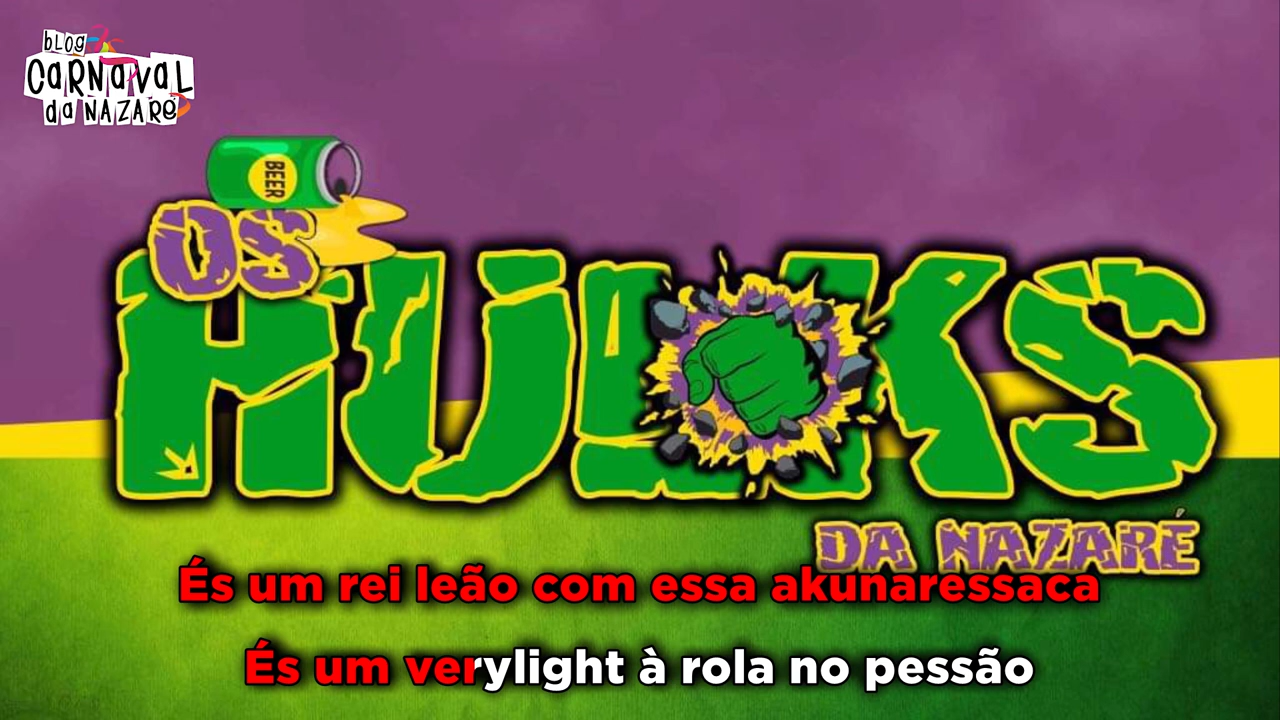 BLOG
CARNAVAL
da NAZARÉ
BEER
OS
HULKS
DA NAZARÉ
És um rei leão com essa akunaressaca
És um verylight à rola no pessão